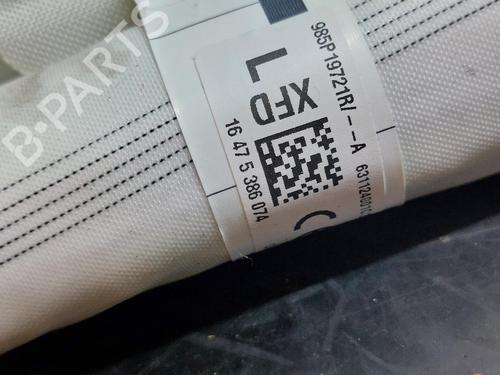 B-PARTS
985P19721R/--A
XFD
L
16 47 5 386 074